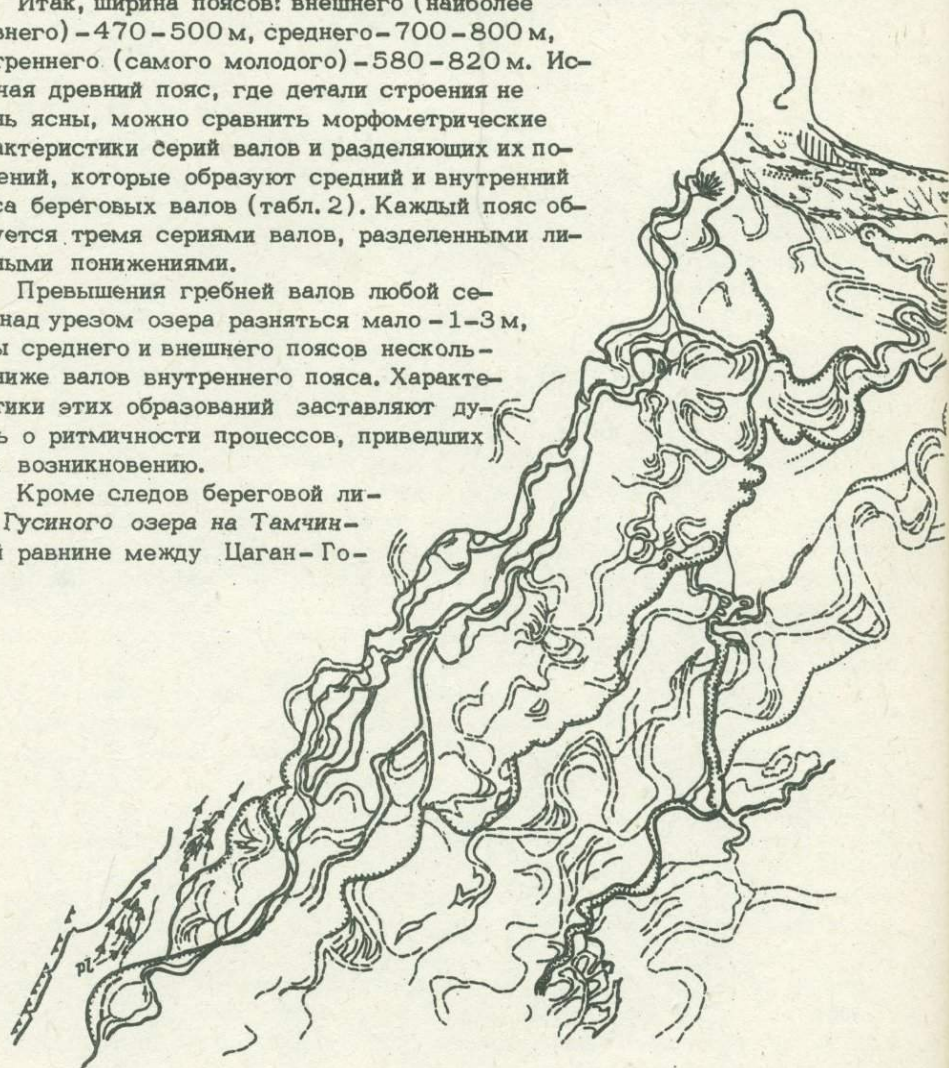 Итак, ширина поясов: внешнего (наиболее
внего) –470–500 м, среднего–700–800 м,
треннего (самого молодого) –580–820 м. Ис–
чая древний пояс, где детали строения не
нь ясны, можно сравнить морфометрические
актеристики серий валов и разделяющих их по–
ений, которые образуют средний и внутренний
са береговых валов (табл. 2). Каждый пояс об–
уется тремя сериями валов, разделенными ли–
ными понижениями.
Превышения гребней валов любой се–
над урезом озера разняться мало –1–3 м,
ы среднего и внешнего поясов несколь–
ниже валов внутреннего пояса. Характе–
тики этих образований заставляют ду–
ь о ритмичности процессов, приведших
возникновению.
Кроме следов береговой ли–
Гусиного озера на Тамчин–
й равнине между Цаган–Го–